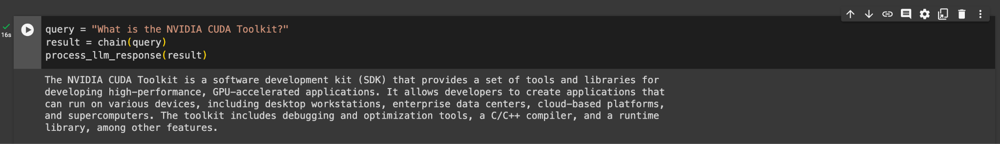 16s
query = "What is the NVIDIA CUDA Toolkit?"
result = chain(query)
process_llm_response(result)
The NVIDIA CUDA Toolkit is a software development kit (SDK) that provides a set of tools and libraries for
developing high-performance, GPU-accelerated applications. It allows developers to create applications that
can run on various devices, including desktop workstations, enterprise data centers, cloud-based platforms,
and supercomputers. The toolkit includes debugging and optimization tools, a C/C++ compiler, and a runtime
library, among other features.